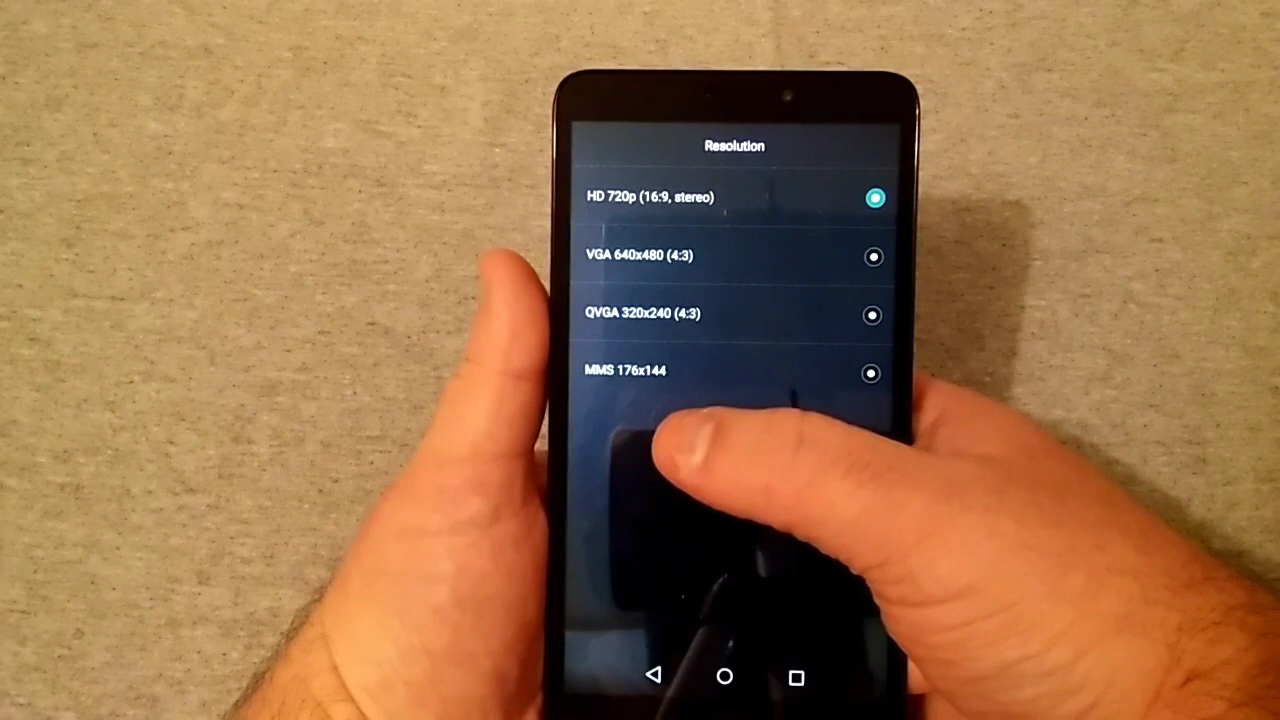 Resolution
HD 720p (16:9, stereo)
VGA 640x480 (4:3)
QVGA 320x240 (4:3)
MMS 176x144